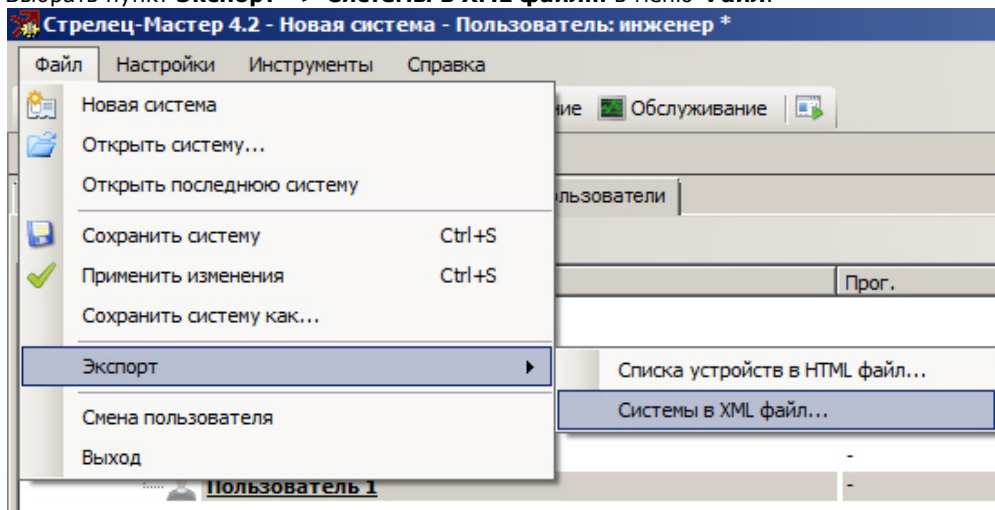 Стрелец-Мастер 4.2 - Новая система - Пользователь: инженер *
Файл Настройки Инструменты Справка
Новая система
Обслуживание
Открыть систему...
Открыть последнюю систему
Сохранить систему Ctrl+S
Применить изменения Ctrl+S
Прог.
Сохранить систему как...
Экспорт
Списка устройств в HTML файл...
Системы в XML файл...
Смена пользователя
Выход -
Пользователь 1 -